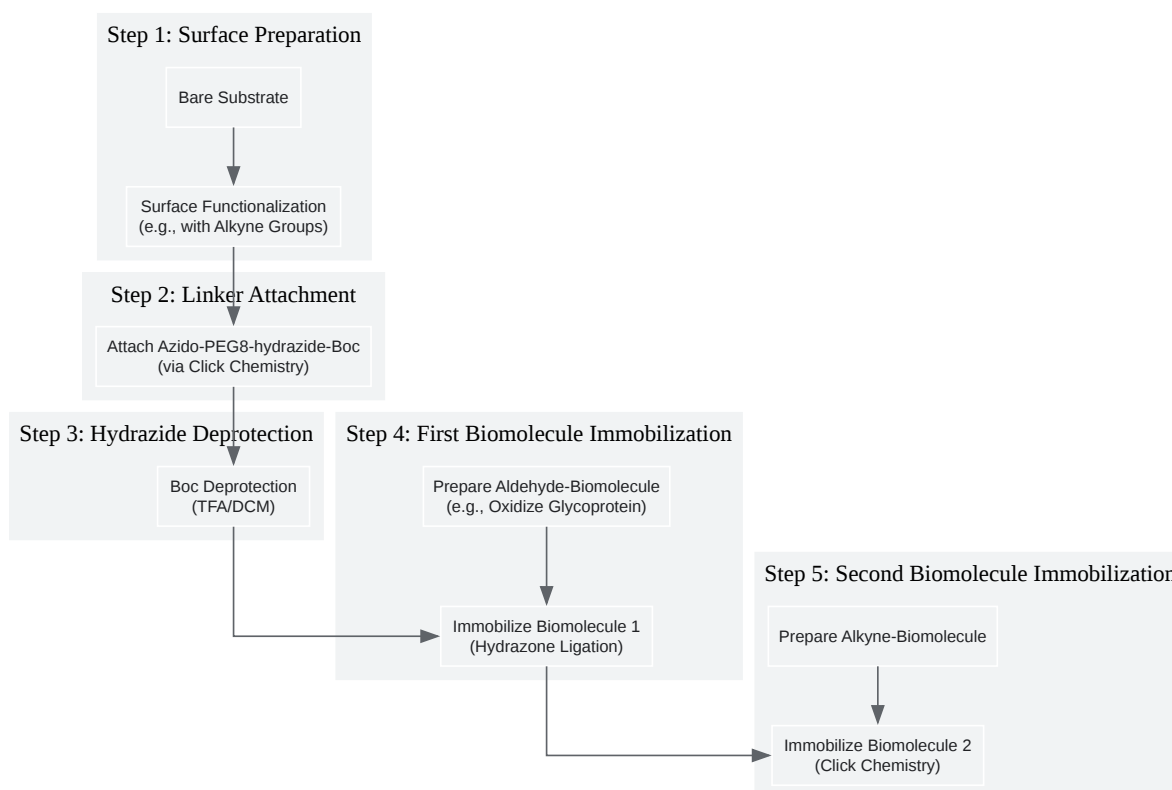 Step 1: Surface Preparation
Bare Substrate
Surface Functionalization
(e.g., with Alkyne Groups)
Step 2: Linker Attachment
Attach Azido-PEG8-hydrazide-Boc
(via Click Chemistry)
Step 3: Hydrazide Deprotection
Boc Deprotection
(TFA/DCM)
Step 4: First Biomolecule Immobilization
Prepare Aldehyde-Biomolecule
(e.g., Oxidize Glycoprotein)
Immobilize Biomolecule 1
(Hydrazone Ligation)
Step 5: Second Biomolecule Immobilization
Prepare Alkyne-Biomolecule
Immobilize Biomolecule 2
(Click Chemistry)